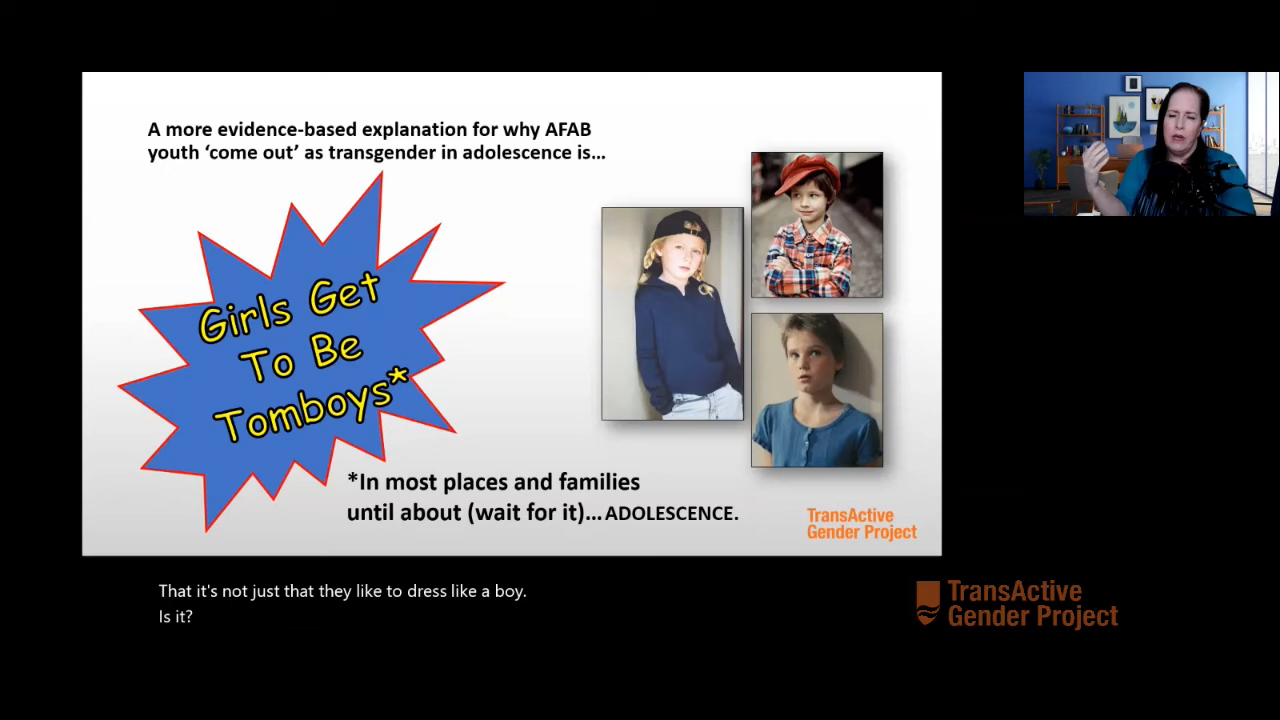 A more evidence-based explanation for why AFAB
youth ‘come out’ as transgender in adolescence is…
Girls Get
To Be
Tomboys*
*In most places and families
until about (wait for it)… ADOLESCENCE.
TransActive
Gender Project
That it's not just that they like to dress like a boy.
Is it?
TransActive
Gender Project